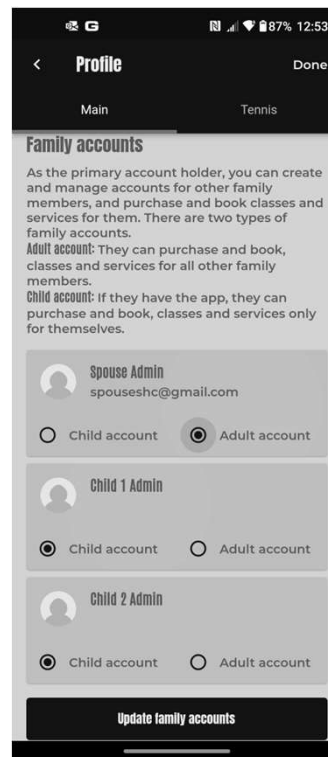 G 87% 12:53
Profile Done
Main Tennis
Family accounts
As the primary account holder, you can create
and manage accounts for other family
members, and purchase and book classes and
services for them. There are two types of
family accounts.
Adult account: They can purchase and book,
classes and services for all other family
members.
Child account: If they have the app, they can
purchase and book, classes and services only
for themselves.
Spouse Admin
spouseshc@gmail.com
Child account Adult account
Child 1 Admin
Child account Adult account
Child 2 Admin
Child account Adult account
Update family accounts